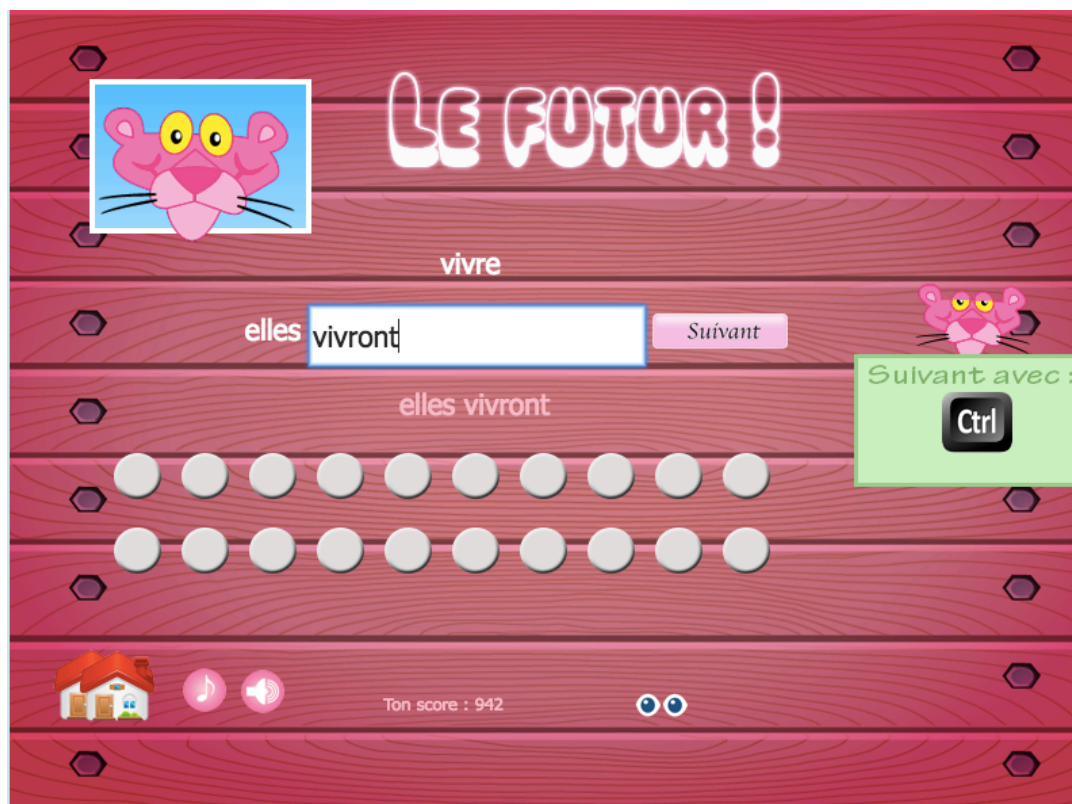 Le futur !
vivre
elles vivront Suivant
Suivant avec :
elles vivront
Ctrl
Ton score : 942